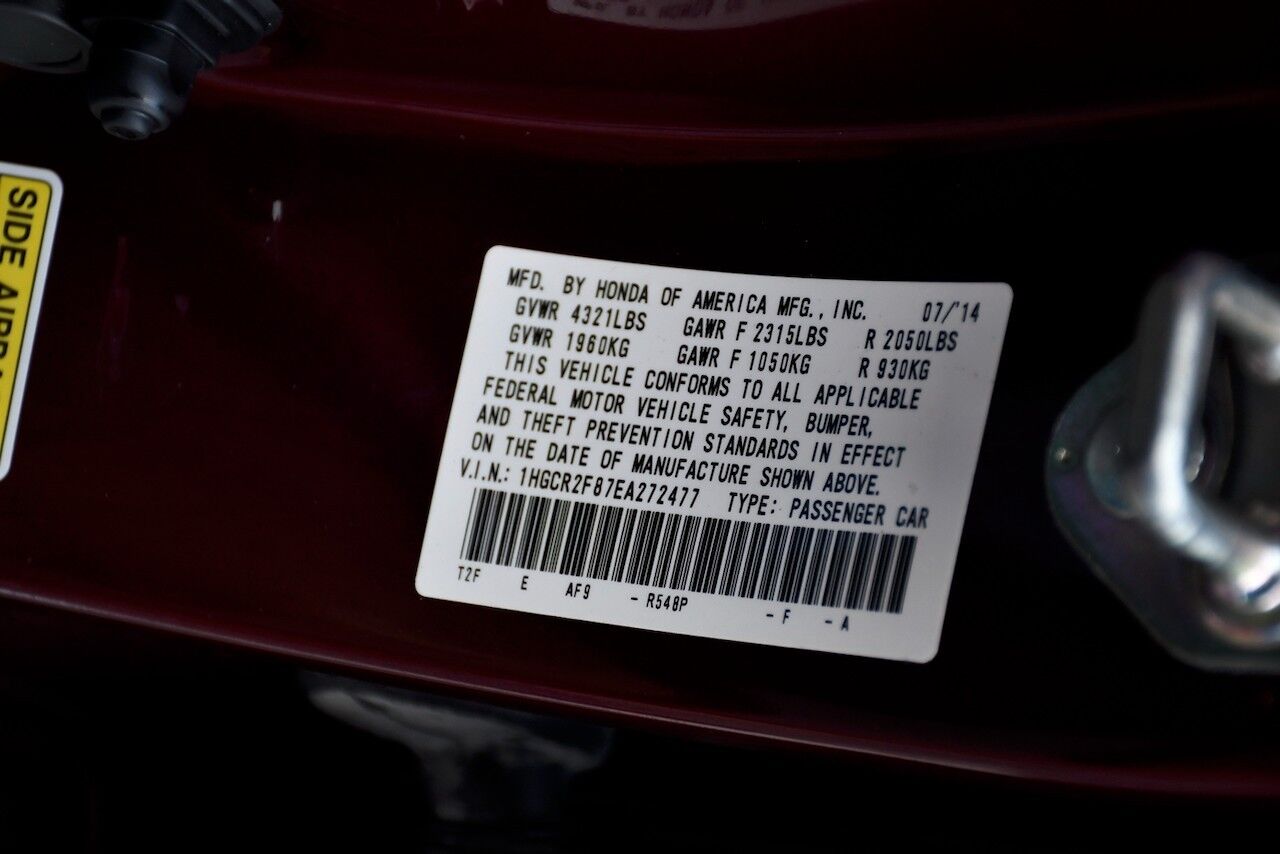 SIDE AIRBAG
MFD. BY HONDA OF AMERICA MFG., INC. 07/'14
GVWR 4321LBS GAWR F 2315LBS R 2050LBS
GVWR 1960KG GAWR F 1050KG R 930KG
THIS VEHICLE CONFORMS TO ALL APPLICABLE
FEDERAL MOTOR VEHICLE SAFETY, BUMPER,
AND THEFT PREVENTION STANDARDS IN EFFECT
ON THE DATE OF MANUFACTURE SHOWN ABOVE.
V.I.N.: 1HGCR2F87EA272477 TYPE: PASSENGER CAR
T2F E AF9 - R548P - F - A